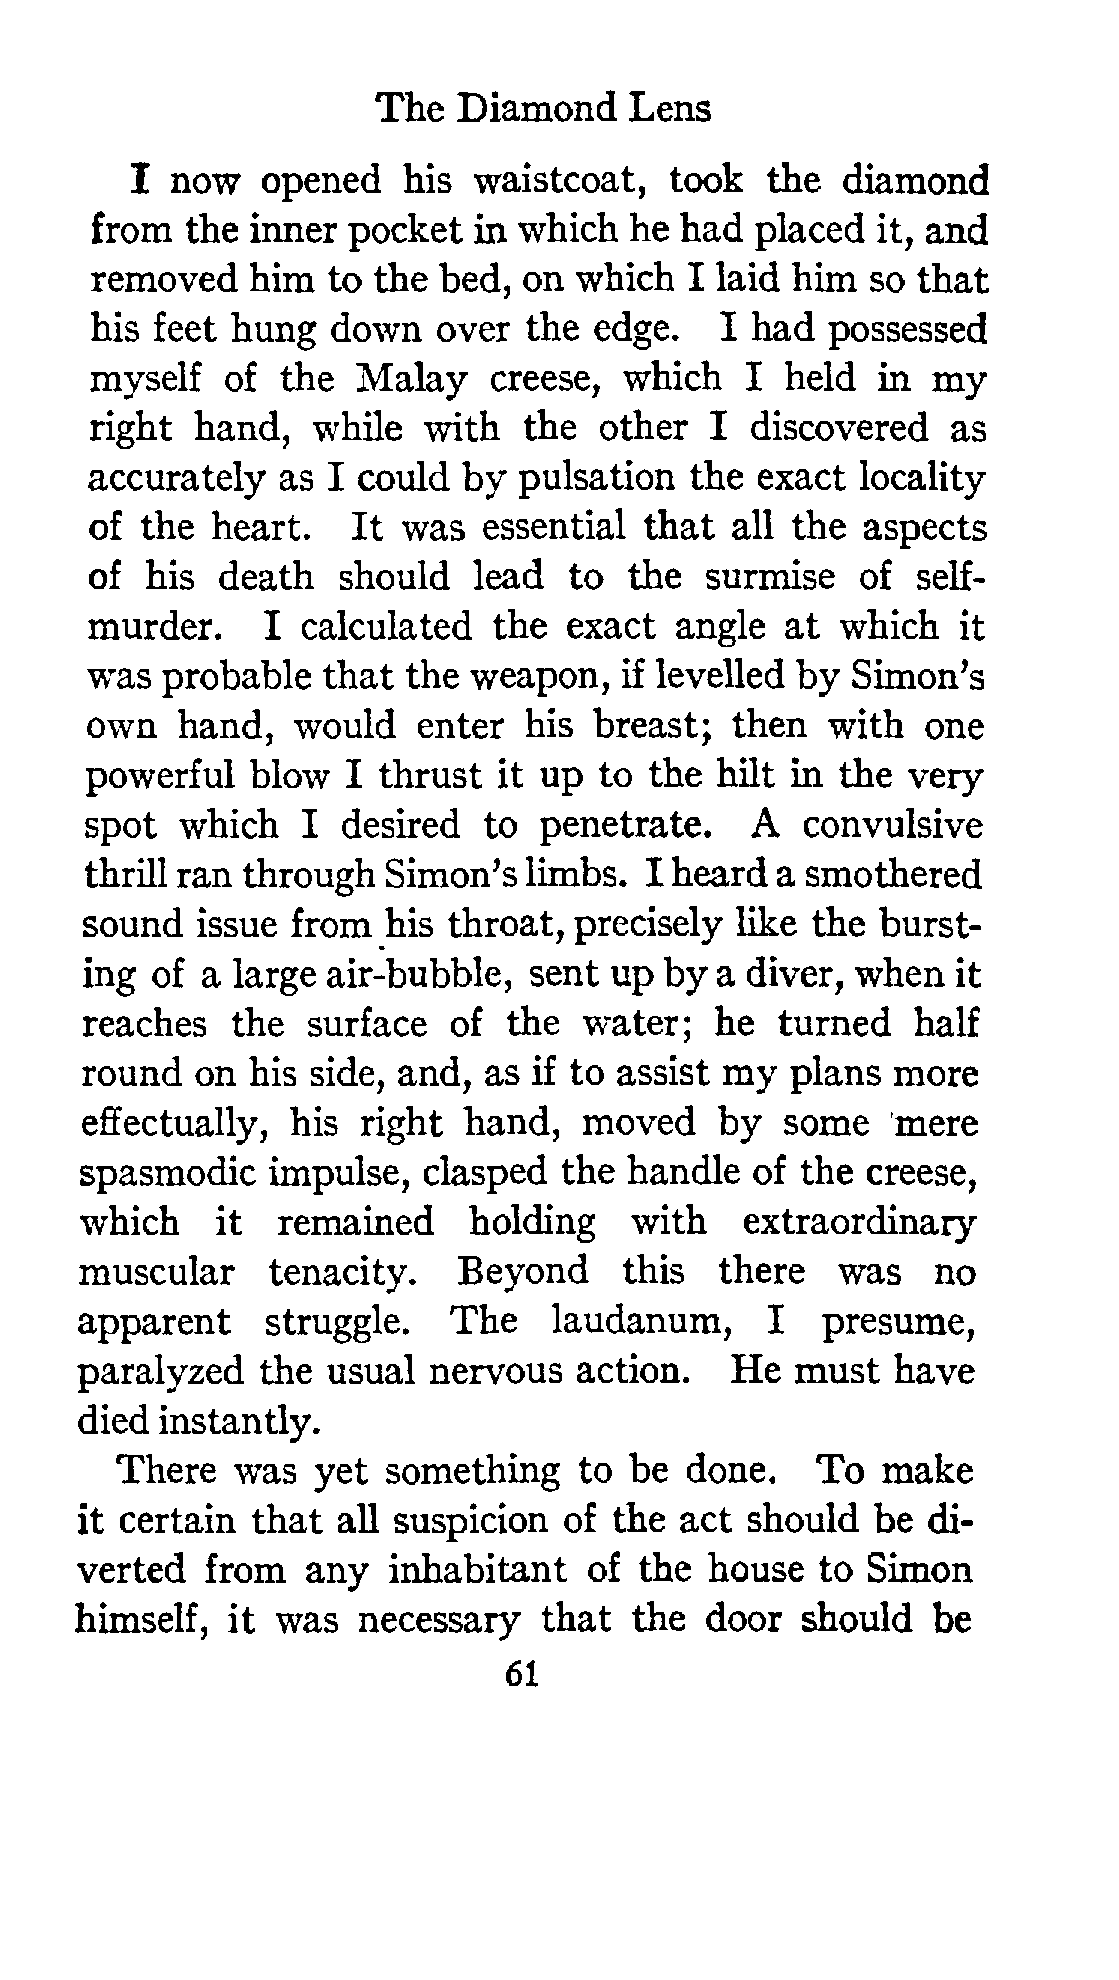 The Diamond Lens
I now opened his waistcoat, took the diamond
from the inner pocket in which he had placed it, and
removed him to the bed, on which I laid him so that
his feet hung down over the edge. I had possessed
myself of the Malay creese, which I held in my
right hand, while with the other I discovered as
accurately as I could by pulsation the exact locality
of the heart. It was essential that all the aspects
of his death should lead to the surmise of self-
murder. I calculated the exact angle at which it
was probable that the weapon, if levelled by Simon's
own hand, would enter his breast; then with one
powerful blow I thrust it up to the hilt in the very
spot which I desired to penetrate. A convulsive
thrill ran through Simon's limbs. I heard a smothered
sound issue from his throat, precisely like the burst-
ing of a large air-bubble, sent up by a diver, when it
reaches the surface of the water; he turned half
round on his side, and, as if to assist my plans more
effectually, his right hand, moved by some mere
spasmodic impulse, clasped the handle of the creese,
which it remained holding with extraordinary
muscular tenacity. Beyond this there was no
apparent struggle. The laudanum, I presume,
paralyzed the usual nervous action. He must have
died instantly.
There was yet something to be done. To make
it certain that all suspicion of the act should be di-
verted from any inhabitant of the house to Simon
himself, it was necessary that the door should be
61